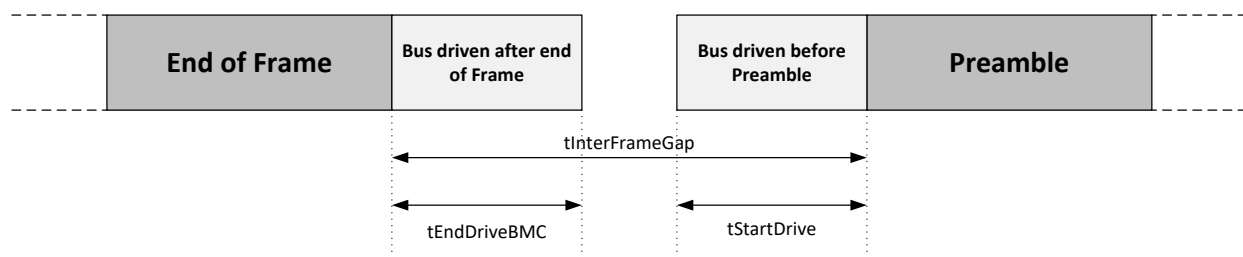 End of Frame
Bus driven after end
of Frame
Bus driven before
Preamble
Preamble
tInterFrameGap
tEndDriveBMC
tStartDrive